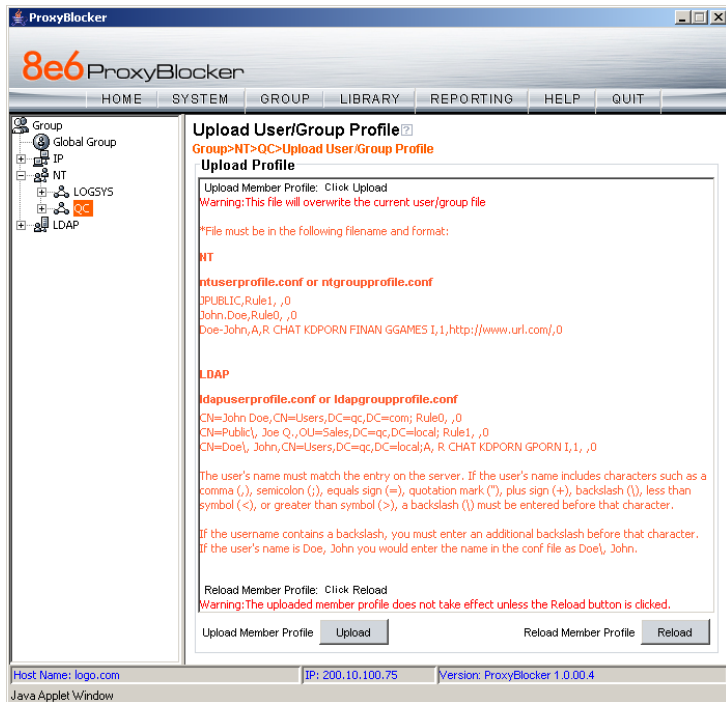 ProxyBlocker
8e6 ProxyBlocker
HOME SYSTEM GROUP LIBRARY REPORTING HELP QUIT
Group
Global Group
IP
NT
LOGSYS
QC
LDAP
Upload User/Group Profile?
Group>NT>QC>Upload User/Group Profile
Upload Profile
Upload Member Profile: Click Upload
Warning:This file will overwrite the current user/group file
*File must be in the following filename and format:
NT
ntuserprofile.conf or ntgroupprofile.conf
JPUBLIC,Rule1, ,0
John.Doe,Rule0, ,0
Doe-John,A,R CHAT KDPORN FINAN GGAMES I,1,http://www.url.com/,0
LDAP
ldapuserprofile.conf or ldapgroupprofile.conf
CN=John Doe,CN=Users,DC=qc,DC=com; Rule0, ,0
CN=Public\, Joe Q.,OU=Sales,DC=qc,DC=local; Rule1, ,0
CN=Doe\, John,CN=Users,DC=qc,DC=local;A, R CHAT KDPORN GPORN I,1, ,0
The user's name must match the entry on the server. If the user's name includes characters such as a
comma (,), semicolon (;), equals sign (=), quotation mark ("), plus sign (+), backslash (\), less than
symbol (<), or greater than symbol (>), a backslash (\) must be entered before that character.
If the username contains a backslash, you must enter an additional backslash before that character.
If the user's name is Doe, John you would enter the name in the conf file as Doe\, John.
Reload Member Profile: Click Reload
Warning:The uploaded member profile does not take effect unless the Reload button is clicked.
Upload Member Profile Upload Reload Member Profile Reload
Host Name: logo.com IP: 200.10.100.75 Version: ProxyBlocker 1.0.00.4
Java Applet Window